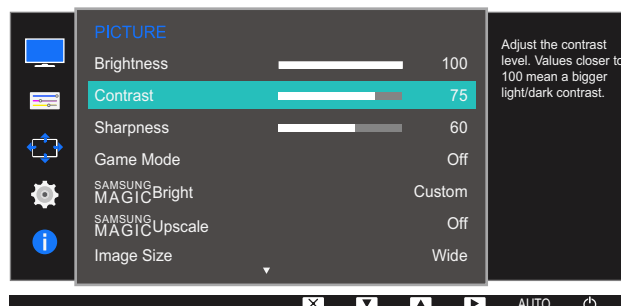 PICTURE
Brightness 100
Contrast 75
Sharpness 60
Game Mode Off
SAMSUNG
MAGIC Bright Custom
SAMSUNG
MAGIC Upscale Off
Image Size Wide
Adjust the contrast
level. Values closer to
100 mean a bigger
light/dark contrast.
AUTO